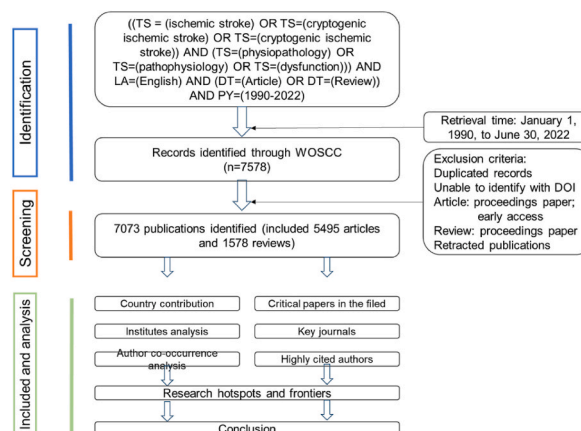 ((TS = (ischemic stroke) OR TS=(cryptogenic
ischemic stroke) OR TS=(cryptogenic ischemic
stroke)) AND (TS=(physiopathology) OR
TS=(pathophysiology) OR TS=(dysfunction))) AND
LA=(English) AND (DT=(Article) OR DT=(Review))
AND PY=(1990-2022)
Identification
Retrieval time: January 1,
1990, to June 30, 2022
Records identified through WOSCC
(n=7578)
Exclusion criteria:
Duplicated records
Unable to identify with DOI
Article: proceedings paper;
early access
Review: proceedings paper
Retracted publications
Screening
7073 publications identified (included 5495 articles
and 1578 reviews)
Included and analysis
Country contribution
Critical papers in the filed
Institutes analysis
Key journals
Author co-occurrence
analysis
Highly cited authors
Research hotspots and frontiers
Conclusion